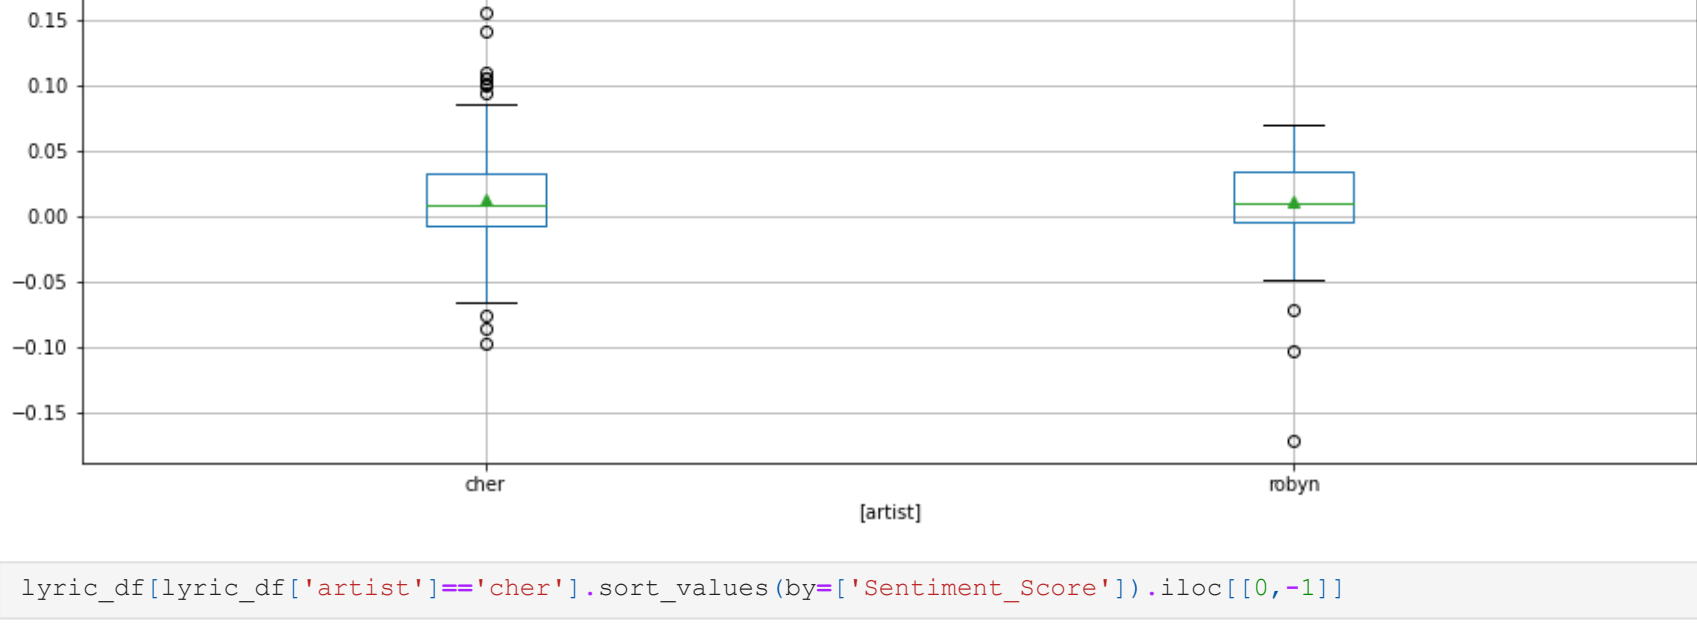 0.15
0.10
0.05
0.00
−0.05
−0.10
−0.15
cher robyn
[artist]
lyric_df[lyric_df['artist']=='cher'].sort_values(by=['Sentiment_Score']).iloc[[0,-1]]